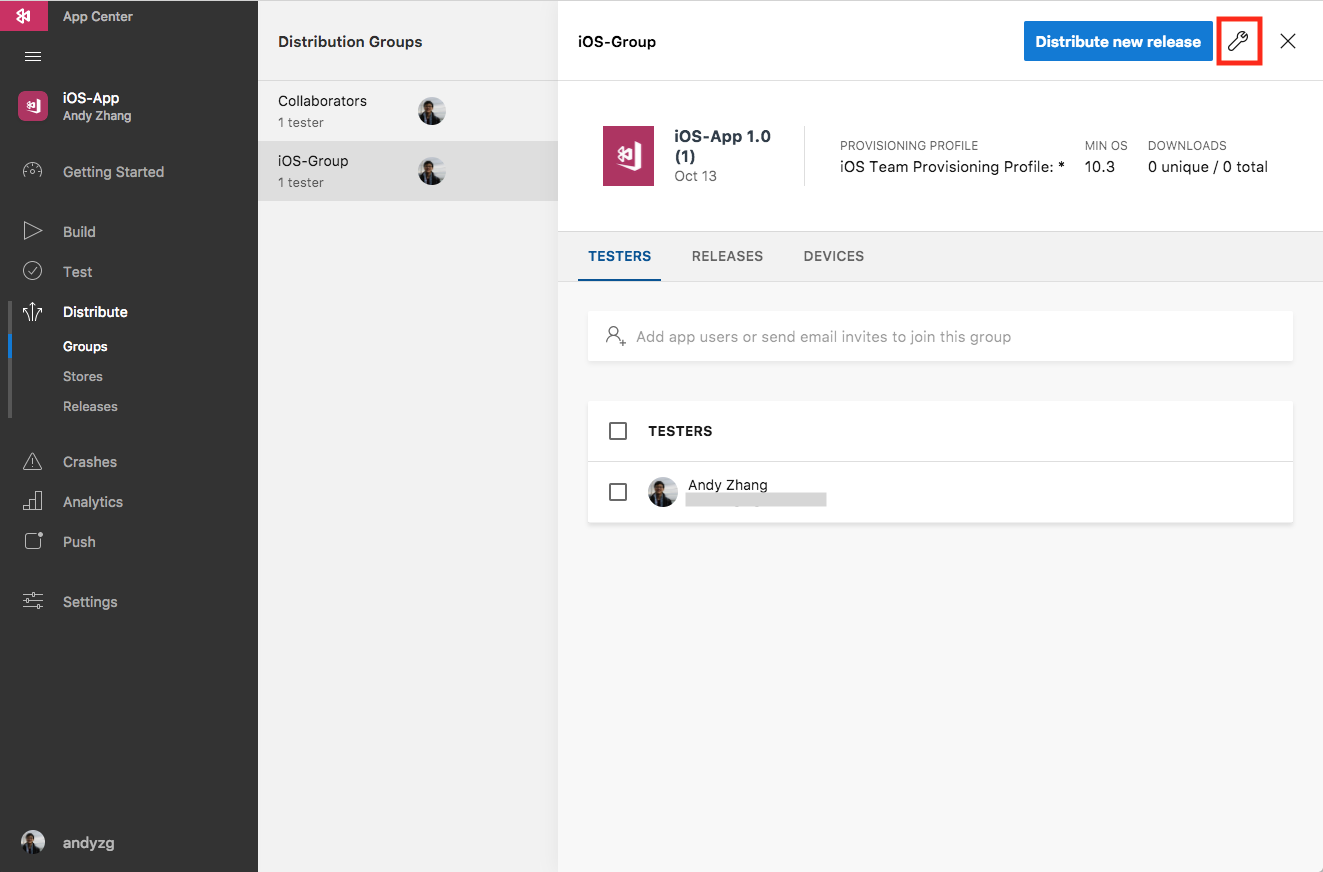 App Center
iOS-App
Andy Zhang
Getting Started
Build
Test
Distribute
Groups
Stores
Releases
Crashes
Analytics
Push
Settings
andyzg
Distribution Groups
Collaborators
1 tester
iOS-Group
1 tester
iOS-Group
Distribute new release
iOS-App 1.0
(1)
Oct 13
PROVISIONING PROFILE
iOS Team Provisioning Profile: *
MIN OS
10.3
DOWNLOADS
0 unique / 0 total
TESTERS
RELEASES
DEVICES
Add app users or send email invites to join this group
TESTERS
Andy Zhang